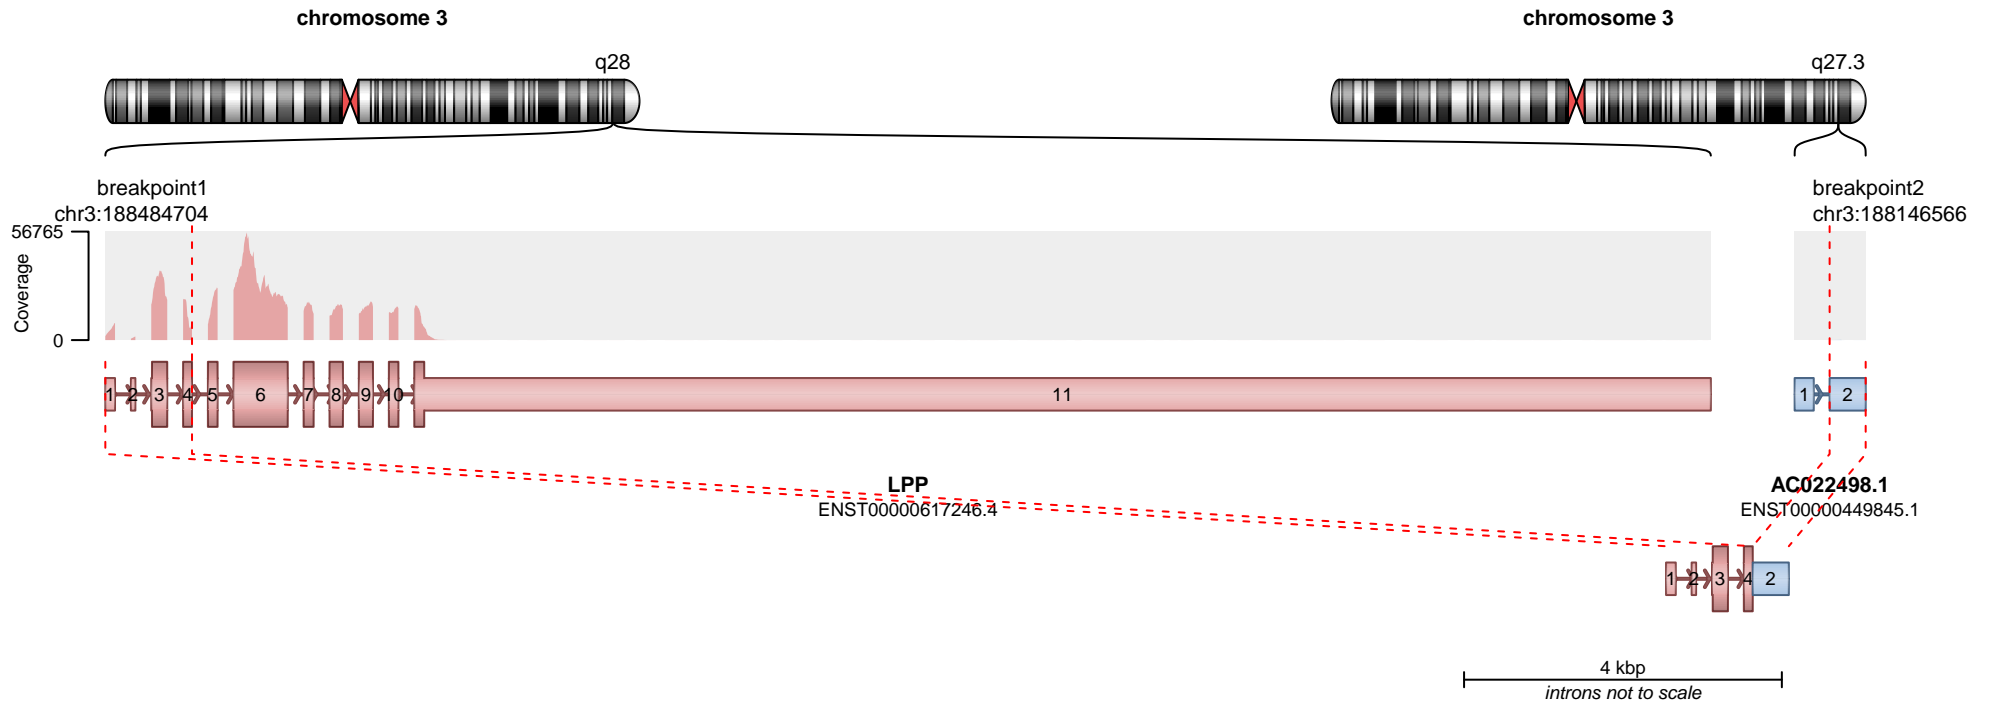 chromosome 3
chromosome 3
q28
q27.3
breakpoint1
chr3:188484704
breakpoint2
chr3:188146566
56765
Coverage
0
1 2 3 4 5 6 7 8 9 10 11
1 2
LPP
ENST00000617246.4
AC022498.1
ENST00000449845.1
1 2 3 4 2
4 kbp
introns not to scale